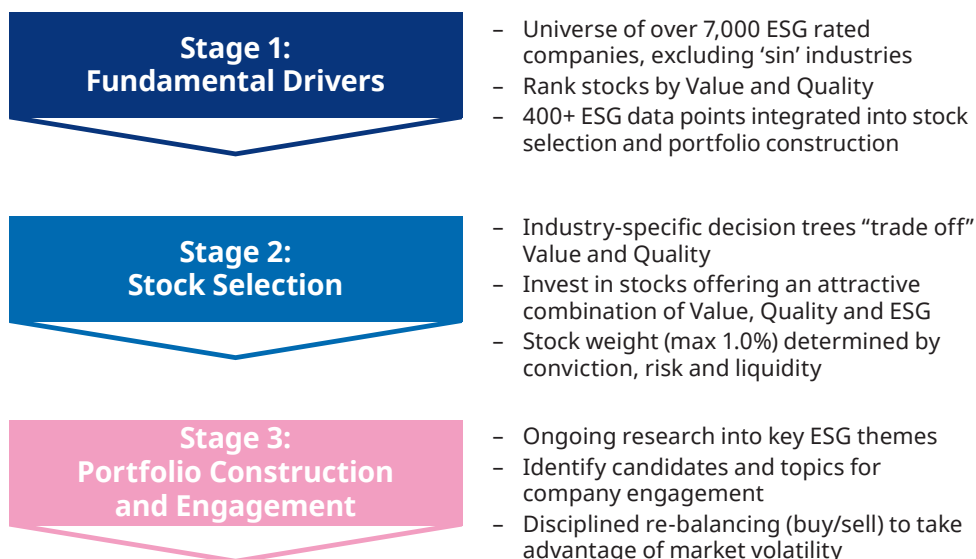 Stage 1:
Fundamental Drivers
– Universe of over 7,000 ESG rated
companies, excluding ‘sin’ industries
– Rank stocks by Value and Quality
– 400+ ESG data points integrated into stock
selection and portfolio construction
Stage 2:
Stock Selection
– Industry-specific decision trees “trade off”
Value and Quality
– Invest in stocks offering an attractive
combination of Value, Quality and ESG
– Stock weight (max 1.0%) determined by
conviction, risk and liquidity
Stage 3:
Portfolio Construction
and Engagement
– Ongoing research into key ESG themes
– Identify candidates and topics for
company engagement
– Disciplined re-balancing (buy/sell) to take
advantage of market volatility